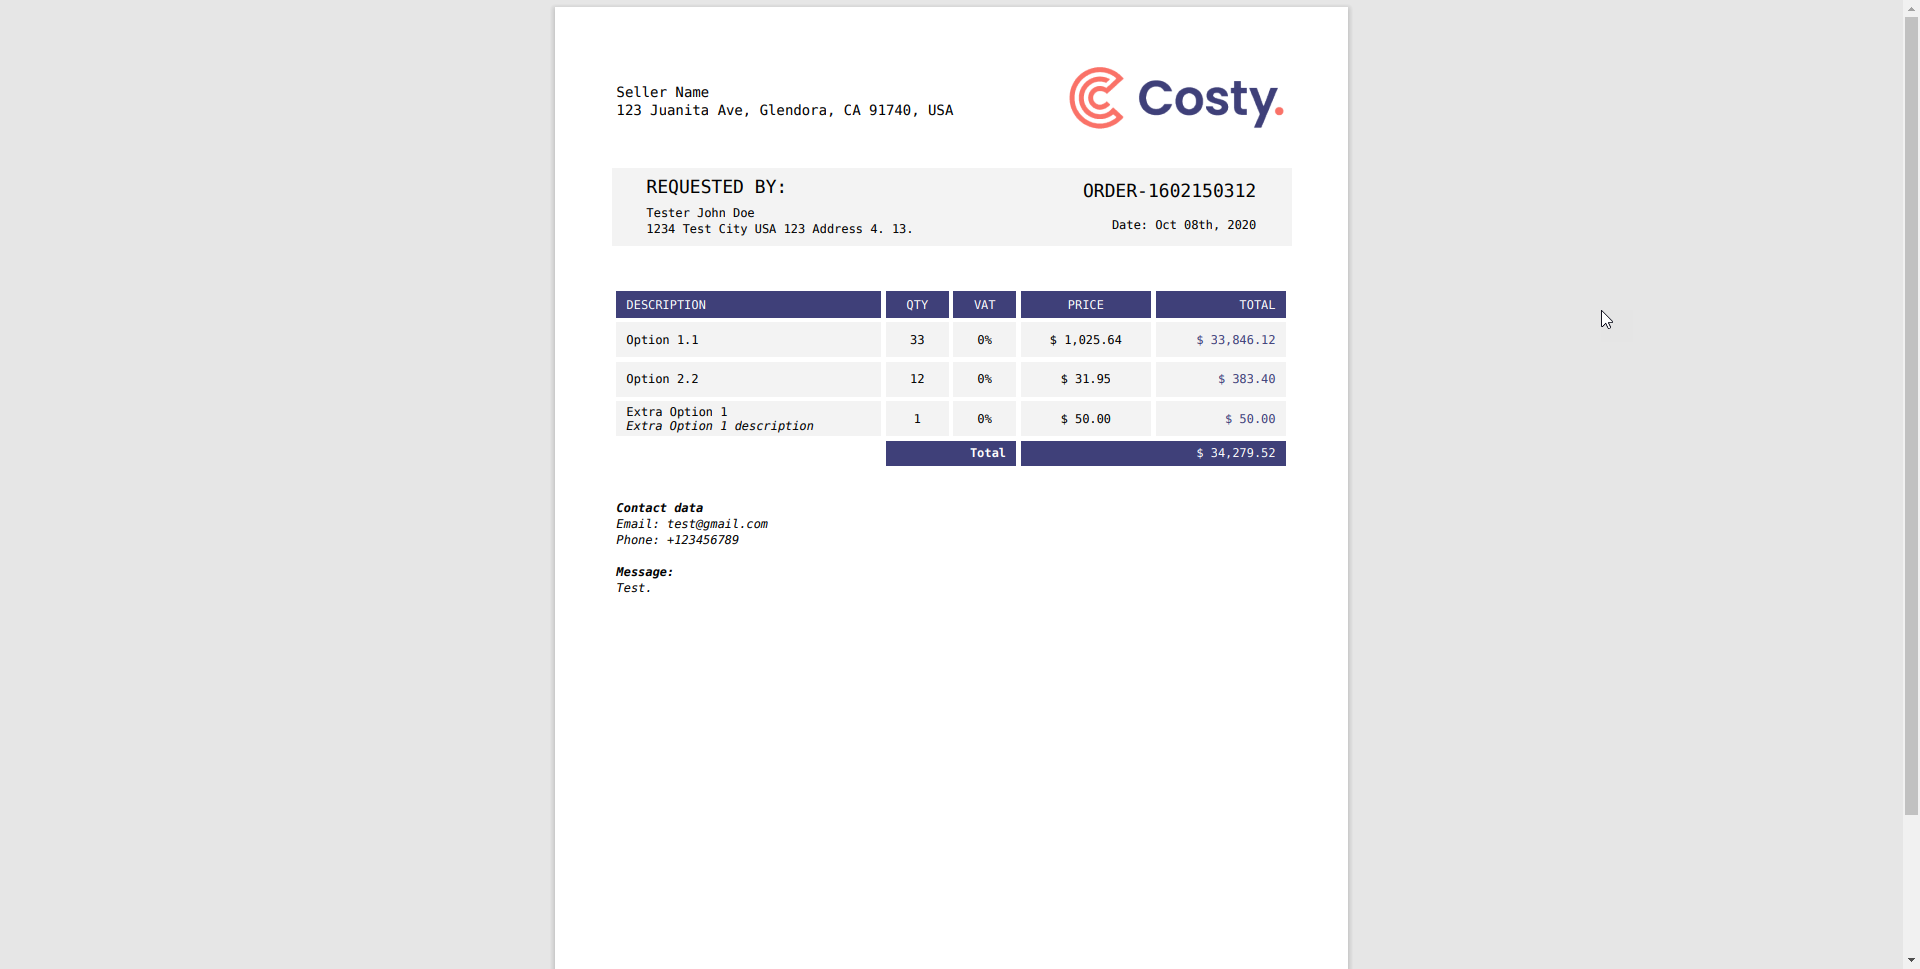 Seller Name
123 Juanita Ave, Glendora, CA 91740, USA
Costy.
REQUESTED BY:
Tester John Doe
1234 Test City USA 123 Address 4. 13.
ORDER-1602150312
Date: Oct 08th, 2020
DESCRIPTION QTY VAT PRICE TOTAL
Option 1.1 33 0% $ 1,025.64 $ 33,846.12
Option 2.2 12 0% $ 31.95 $ 383.40
Extra Option 1
Extra Option 1 description 1 0% $ 50.00 $ 50.00
Total $ 34,279.52
Contact data
Email: test@gmail.com
Phone: +123456789
Message:
Test.